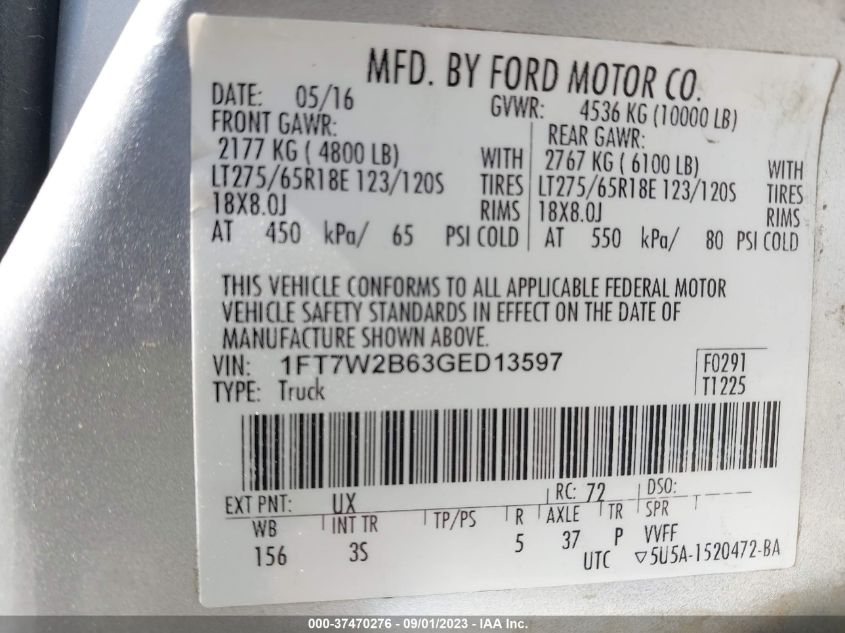 MFD. BY FORD MOTOR CO.
DATE: 05/16 GVWR: 4536 KG (10000 LB)
FRONT GAWR: REAR GAWR:
2177 KG ( 4800 LB) WITH 2767 KG ( 6100 LB) WITH
LT275/65R18E 123/120S TIRES LT275/65R18E 123/120S TIRES
18X8.0J RIMS 18X8.0J RIMS
AT 450 kPa/ 65 PSI COLD AT 550 kPa/ 80 PSI COLD
THIS VEHICLE CONFORMS TO ALL APPLICABLE FEDERAL MOTOR
VEHICLE SAFETY STANDARDS IN EFFECT ON THE DATE OF
MANUFACTURE SHOWN ABOVE.
VIN: 1FT7W2B63GED13597 F0291
TYPE: Truck T1225
EXT PNT: UX RC: 72 DSO:
WB INT TR TP/PS R AXLE TR SPR
156 3S 5 37 P VVFF
UTC ▽5U5A-1520472-BA
000-37470276 - 09/01/2023 - IAA Inc.